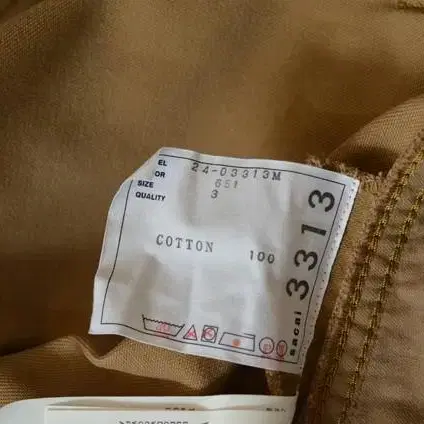 EL 24-03313M
OR 651
SIZE 3
QUALITY
COTTON 100
3313
sacai